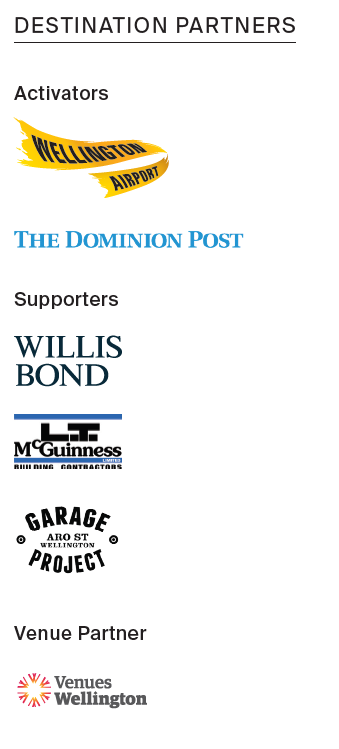 DESTINATION PARTNERS
Activators
WELLINGTON
AIRPORT
THE DOMINION POST
Supporters
WILLIS
BOND
L.T.
McGuinness
LIMITED
BUILDING CONTRACTORS
GARAGE
ARO ST
WELLINGTON
PROJECT
Venue Partner
Venues
Wellington